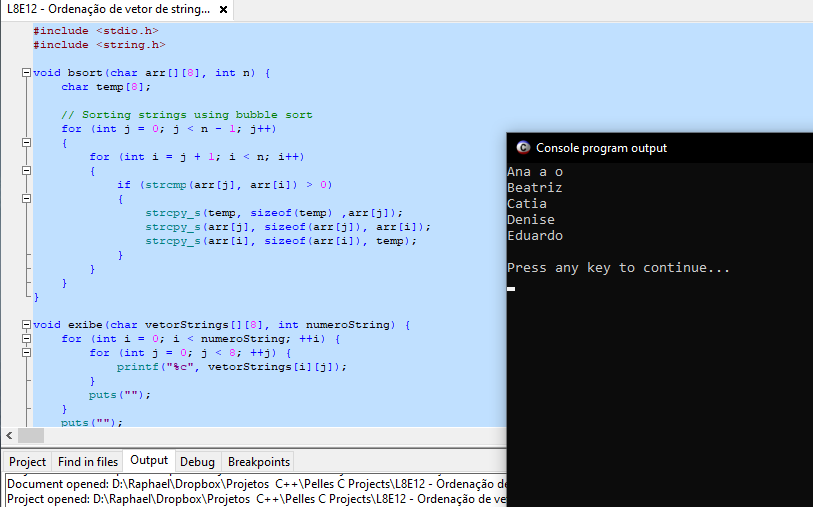 L8E12 - Ordenação de vetor de string... ×
#include <stdio.h>
#include <string.h>
void bsort(char arr[][8], int n) {
char temp[8];
// Sorting strings using bubble sort
for (int j = 0; j < n - 1; j++)
{
for (int i = j + 1; i < n; i++)
{
if (strcmp(arr[j], arr[i]) > 0)
{
strcpy_s(temp, sizeof(temp) ,arr[j]);
strcpy_s(arr[j], sizeof(arr[j]), arr[i]);
strcpy_s(arr[i], sizeof(arr[i]), temp);
}
}
}
}
void exibe(char vetorStrings[][8], int numeroString) {
for (int i = 0; i < numeroString; ++i) {
for (int j = 0; j < 8; ++j) {
printf("%c", vetorStrings[i][j]);
}
puts("");
}
puts("");
Console program output
Ana a o
Beatriz
Catia
Denise
Eduardo
Press any key to continue...
Project Find in files Output Debug Breakpoints
Document opened: D:\Raphael\Dropbox\Projetos C++\Pelles C Projects\L8E12 - Ordenação de
Project opened: D:\Raphael\Dropbox\Projetos C++\Pelles C Projects\L8E12 - Ordenação de ve